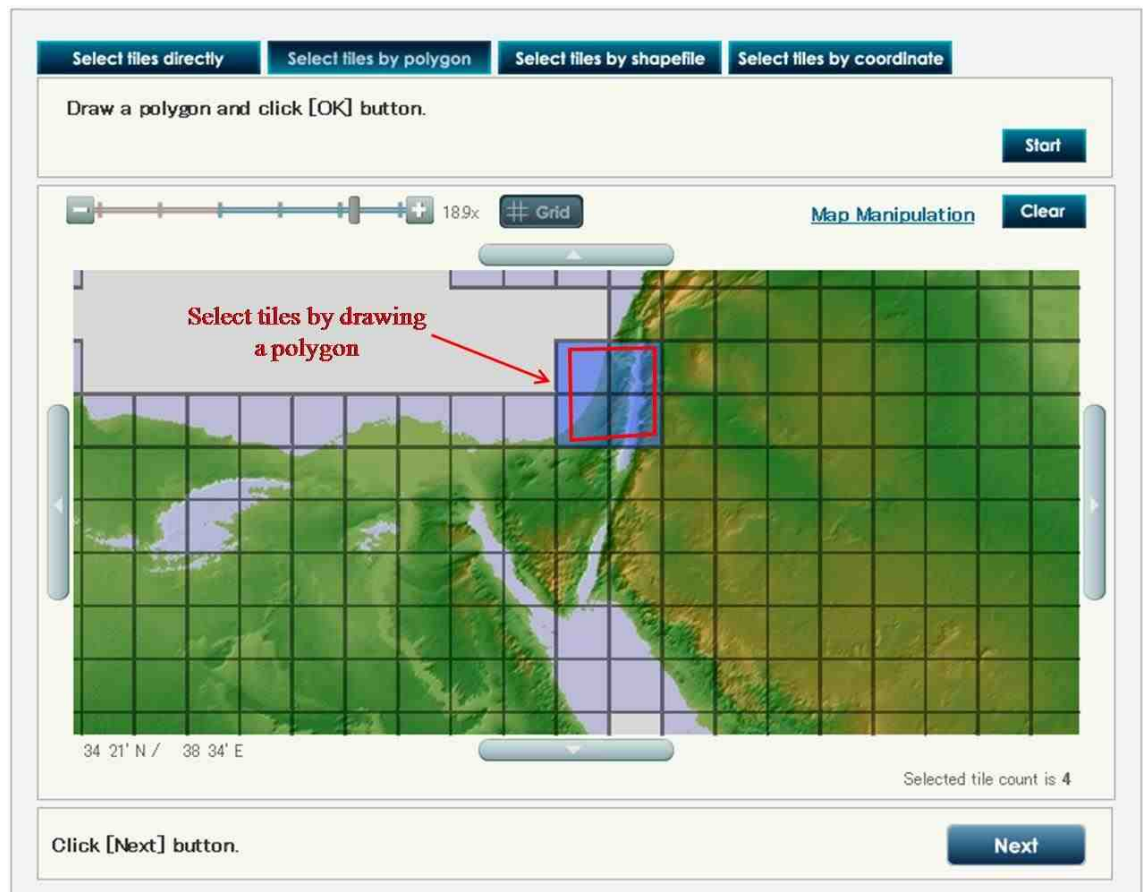 Select tiles directly
Select tiles by polygon
Select tiles by shapefile
Select tiles by coordinate
Draw a polygon and click [OK] button.
Start
18.9x
Grid
Map Manipulation
Clear
Select tiles by drawing
a polygon
34 21' N / 38 34' E
Selected tile count is 4
Click [Next] button.
Next